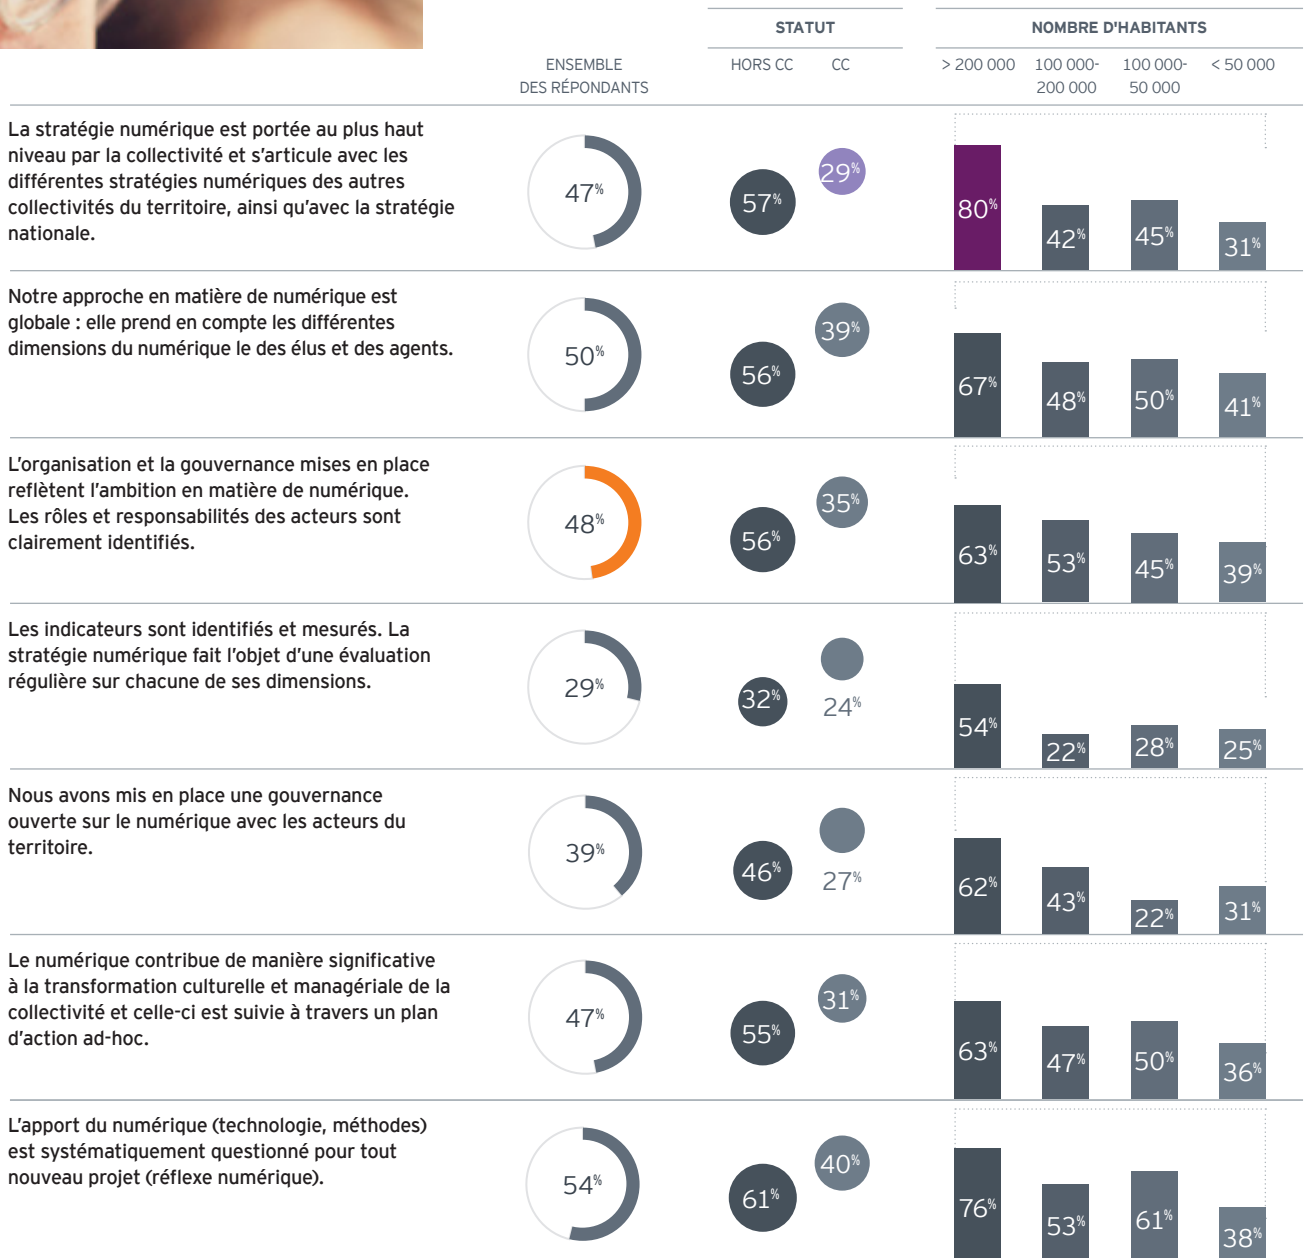 STATUT
NOMBRE D'HABITANTS
ENSEMBLE
DES RÉPONDANTS
HORS CC
CC
> 200 000
100 000-
200 000
100 000-
50 000
< 50 000
La stratégie numérique est portée au plus haut
niveau par la collectivité et s'articule avec les
différentes stratégies numériques des autres
collectivités du territoire, ainsi qu'avec la stratégie
nationale.
47%
57%
29%
80%
42%
45%
31%
Notre approche en matière de numérique est
globale : elle prend en compte les différentes
dimensions du numérique le des élus et des agents.
50%
56%
39%
67%
48%
50%
41%
L'organisation et la gouvernance mises en place
reflètent l'ambition en matière de numérique.
Les rôles et responsabilités des acteurs sont
clairement identifiés.
48%
56%
35%
63%
53%
45%
39%
Les indicateurs sont identifiés et mesurés. La
stratégie numérique fait l'objet d'une évaluation
régulière sur chacune de ses dimensions.
29%
32%
24%
54%
22%
28%
25%
Nous avons mis en place une gouvernance
ouverte sur le numérique avec les acteurs du
territoire.
39%
46%
27%
62%
43%
22%
31%
Le numérique contribue de manière significative
à la transformation culturelle et managériale de la
collectivité et celle-ci est suivie à travers un plan
d'action ad-hoc.
47%
55%
31%
63%
47%
50%
36%
L'apport du numérique (technologie, méthodes)
est systématiquement questionné pour tout
nouveau projet (réflexe numérique).
54%
61%
40%
76%
53%
61%
38%